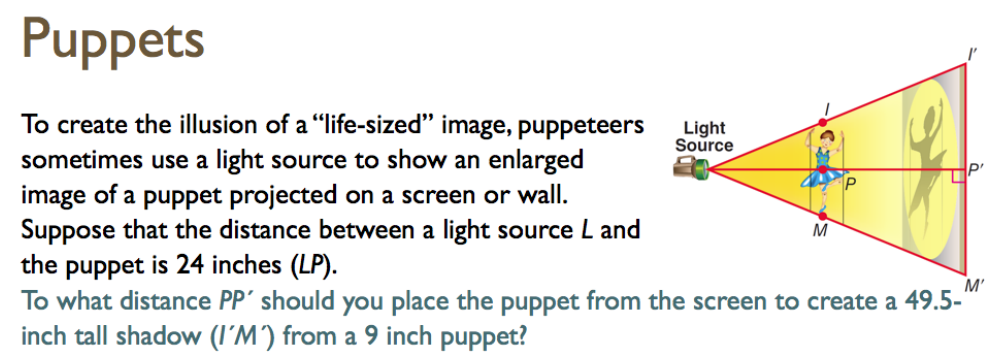 Puppets
To create the illusion of a “life-sized” image, puppeteers
sometimes use a light source to show an enlarged
image of a puppet projected on a screen or wall.
Suppose that the distance between a light source L and
the puppet is 24 inches (LP).
To what distance PP´ should you place the puppet from the screen to create a 49.5-
inch tall shadow (I´M´) from a 9 inch puppet?
Light
Source
I
P
M
I′
P′
M′